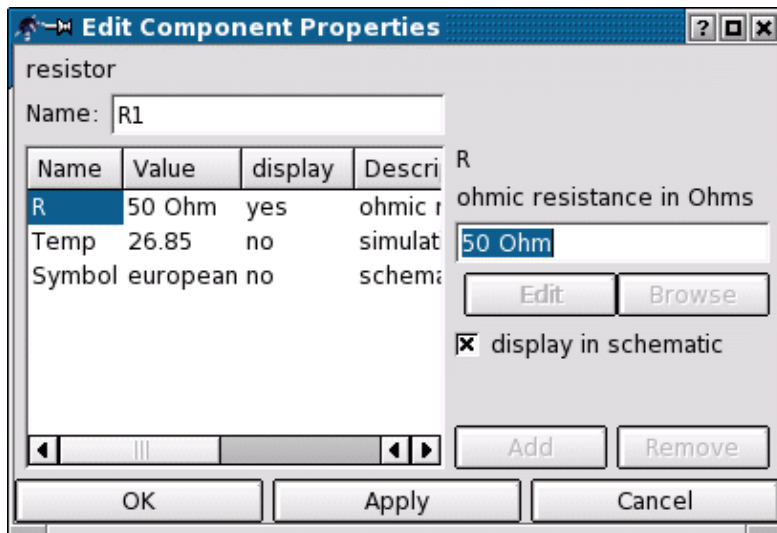 Edit Component Properties ?
resistor
Name: R1
Name Value display Descri
R 50 Ohm yes ohmic r
Temp 26.85 no simulat
Symbol european no schema
R
ohmic resistance in Ohms
50 Ohm
Edit Browse
display in schematic
Add Remove
OK Apply Cancel